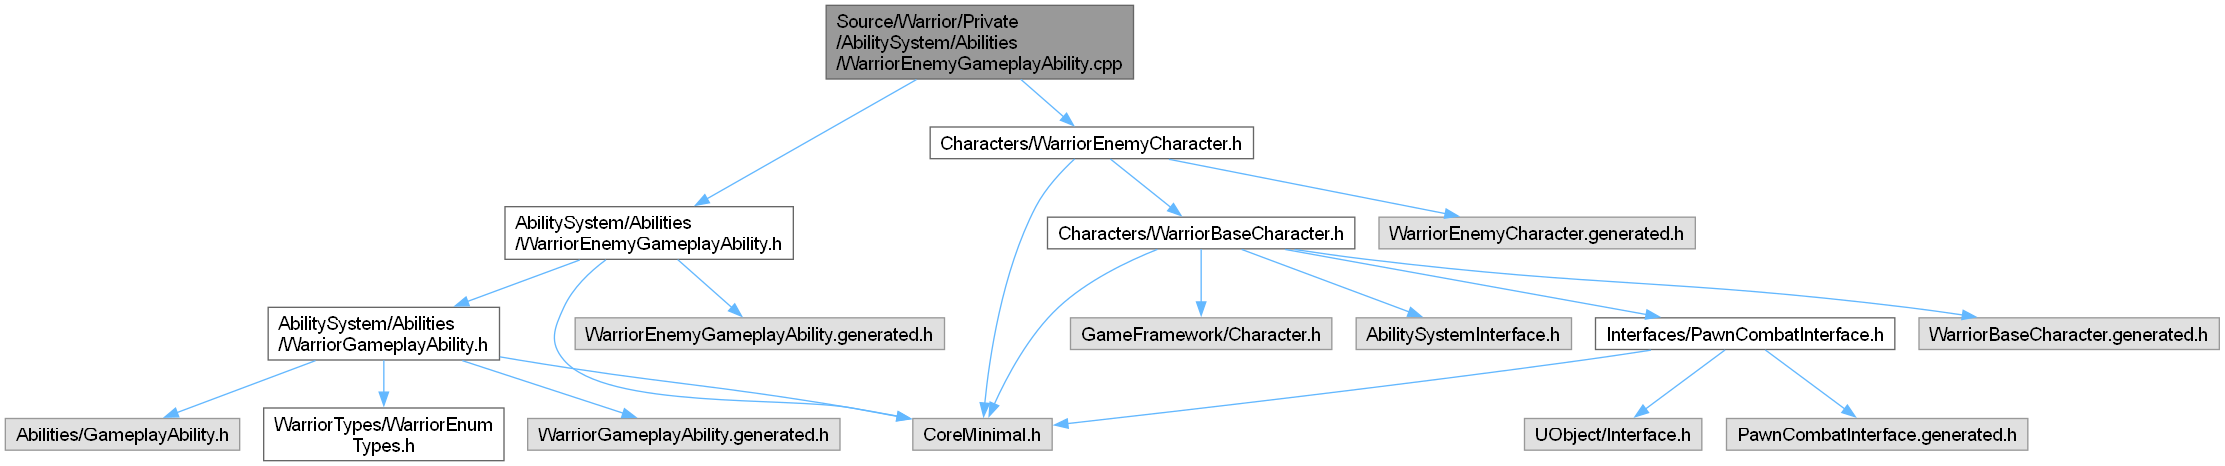 Source/Warrior/Private
/AbilitySystem/Abilities
/WarriorEnemyGameplayAbility.cpp
Characters/WarriorEnemyCharacter.h
AbilitySystem/Abilities
/WarriorEnemyGameplayAbility.h
Characters/WarriorBaseCharacter.h
WarriorEnemyCharacter.generated.h
AbilitySystem/Abilities
/WarriorGameplayAbility.h
WarriorEnemyGameplayAbility.generated.h
GameFramework/Character.h
AbilitySystemInterface.h
Interfaces/PawnCombatInterface.h
WarriorBaseCharacter.generated.h
Abilities/GameplayAbility.h
WarriorTypes/WarriorEnum
Types.h
WarriorGameplayAbility.generated.h
CoreMinimal.h
UObject/Interface.h
PawnCombatInterface.generated.h